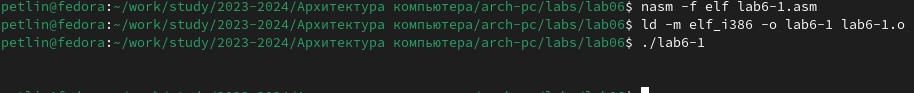 petlin@fedora:~/work/study/2023-2024/Архитектура компьютера/arch-pc/labs/lab06$ nasm -f elf lab6-1.asm
petlin@fedora:~/work/study/2023-2024/Архитектура компьютера/arch-pc/labs/lab06$ ld -m elf_i386 -o lab6-1 lab6-1.o
petlin@fedora:~/work/study/2023-2024/Архитектура компьютера/arch-pc/labs/lab06$ ./lab6-1